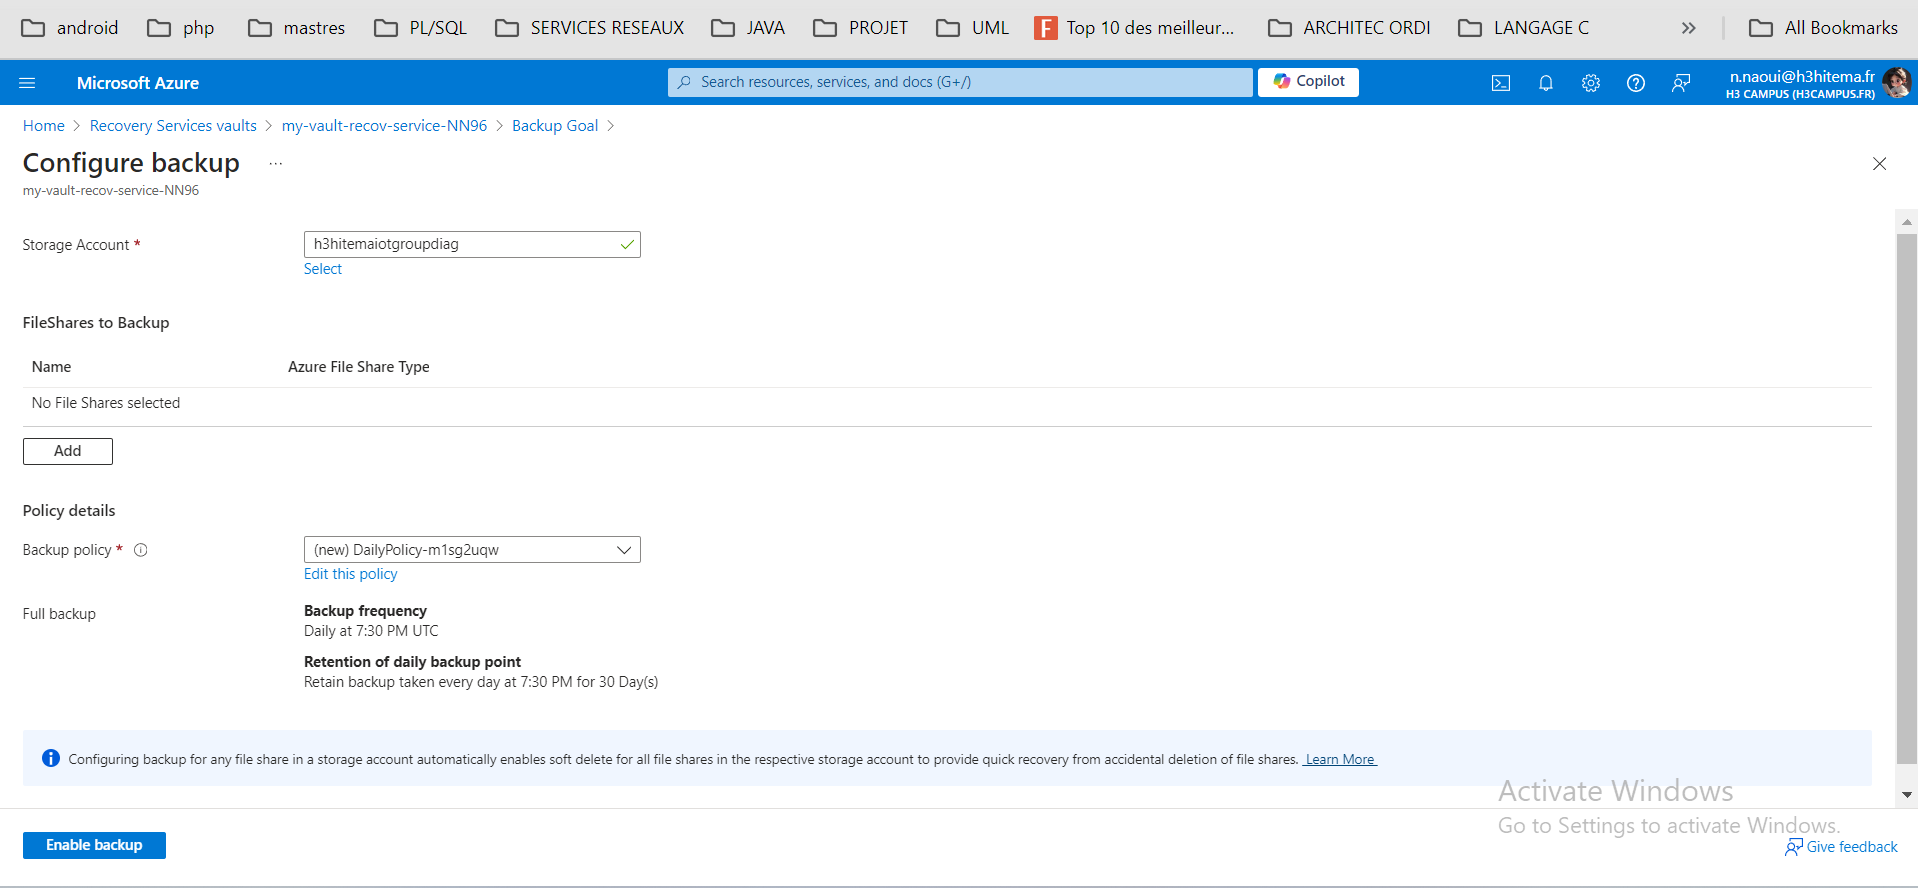 android php mastres PL/SQL SERVICES RESEAUX JAVA PROJET UML Top 10 des meilleur... ARCHITEC ORDI LANGAGE C » All Bookmarks
Microsoft Azure Search resources, services, and docs (G+/) Copilot n.naoui@h3hitema.fr
H3 CAMPUS (H3CAMPUS.FR)
Home > Recovery Services vaults > my-vault-recov-service-NN96 > Backup Goal >
Configure backup ...
my-vault-recov-service-NN96
Storage Account * h3hitemaiotgroupdiag
Select
FileShares to Backup
Name Azure File Share Type
No File Shares selected
Add
Policy details
Backup policy * (new) DailyPolicy-m1sg2uqw
Edit this policy
Full backup Backup frequency
Daily at 7:30 PM UTC
Retention of daily backup point
Retain backup taken every day at 7:30 PM for 30 Day(s)
Configuring backup for any file share in a storage account automatically enables soft delete for all file shares in the respective storage account to provide quick recovery from accidental deletion of file shares. Learn More
Activate Windows
Go to Settings to activate Windows.
Enable backup Give feedback